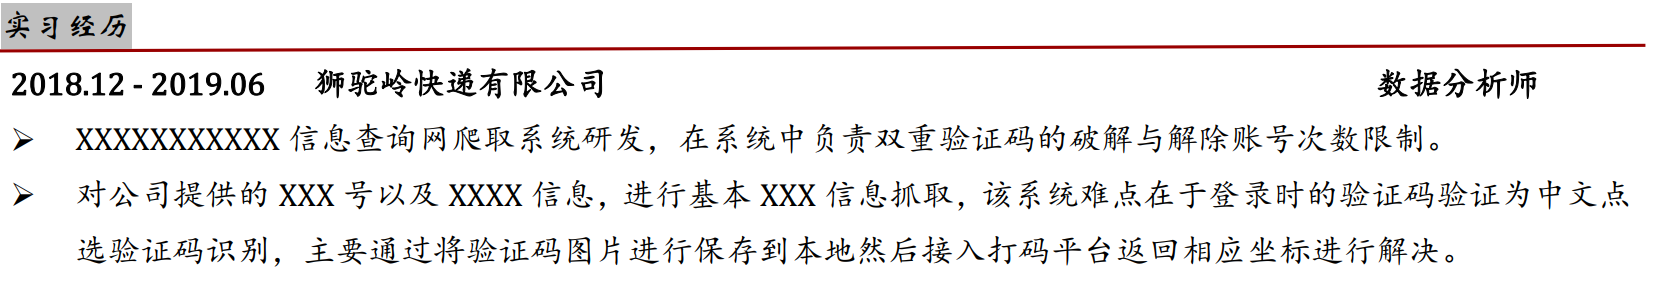 实习经历
2018.12 - 2019.06 狮驼岭快递有限公司 数据分析师
➢ XXXXXXXXXXX 信息查询网爬取系统研发，在系统中负责双重验证码的破解与解除账号次数限制。
➢ 对公司提供的 XXX 号以及 XXXX 信息，进行基本 XXX 信息抓取，该系统难点在于登录时的验证码验证为中文点
选验证码识别，主要通过将验证码图片进行保存到本地然后接入打码平台返回相应坐标进行解决。